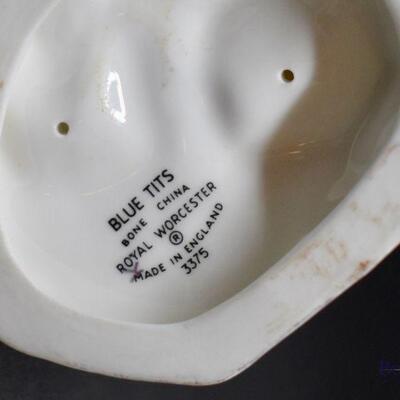 BLUE TITS
BONE CHINA
ROYAL WORCESTER
®
MADE IN ENGLAND
3375